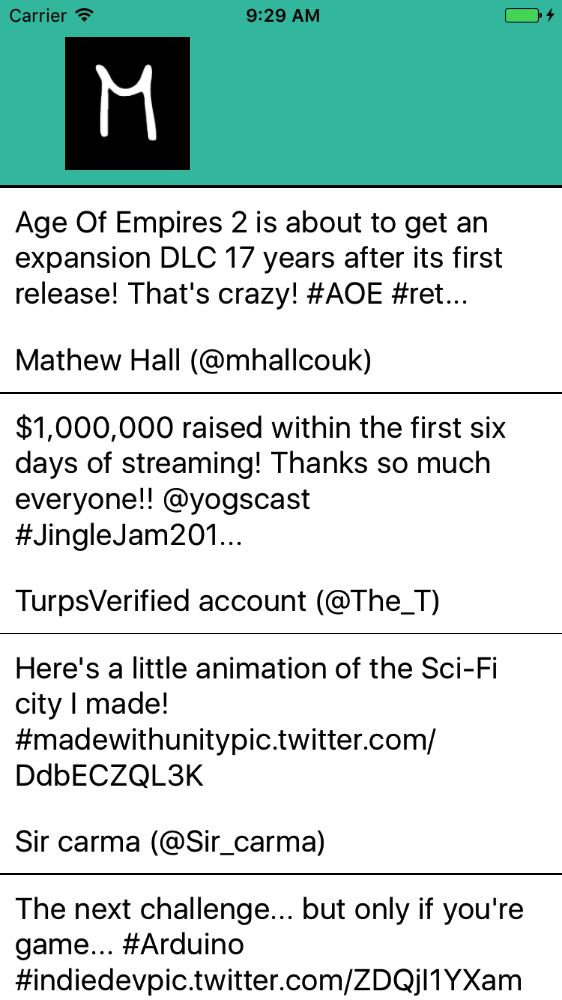 Carrier 9:29 AM
M
Age Of Empires 2 is about to get an
expansion DLC 17 years after its first
release! That's crazy! #AOE #ret...
Mathew Hall (@mhallcouk)
$1,000,000 raised within the first six
days of streaming! Thanks so much
everyone!! @yogscast
#JingleJam201...
TurpsVerified account (@The_T)
Here's a little animation of the Sci-Fi
city I made!
#madewithunitypic.twitter.com/
DdbECZQL3K
Sir carma (@Sir_carma)
The next challenge... but only if you're
game... #Arduino
#indiedevpic.twitter.com/ZDQjI1YXam